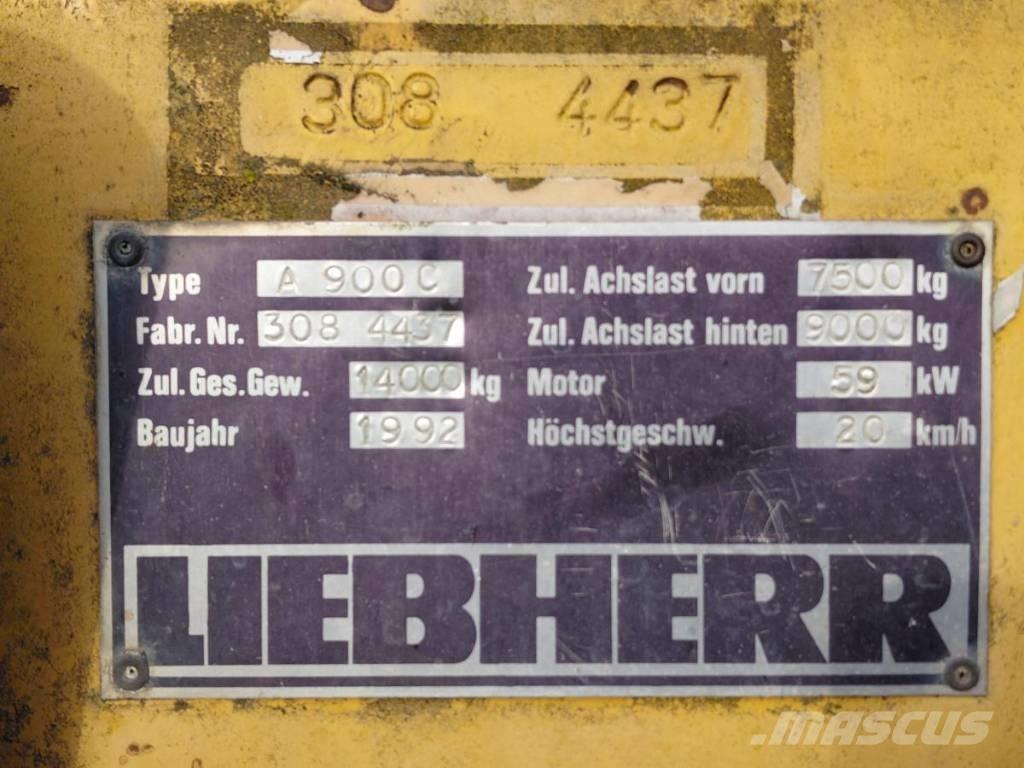 308 4437
Type A 900 C Zul. Achslast vorn 7500 kg
Fabr. Nr. 308 4437 Zul. Achslast hinten 9000 kg
Zul. Ges. Gew. 14000 kg Motor 59 kW
Baujahr 1992 Höchstgeschw. 20 km/h
LIEBHERR
MASCUS